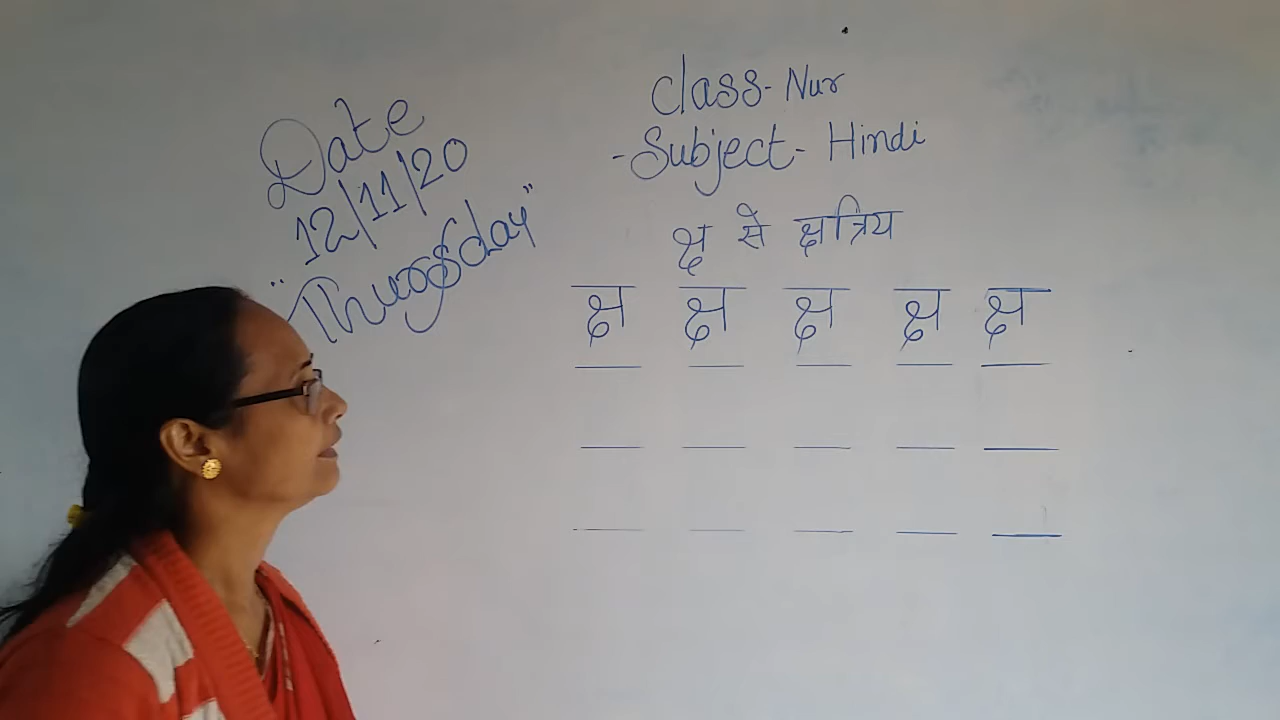 Date
12/11/20
"Thursday"
Class- Nur
-Subject- Hindi
क्ष से क्षत्रिय
क्ष क्ष क्ष क्ष क्ष